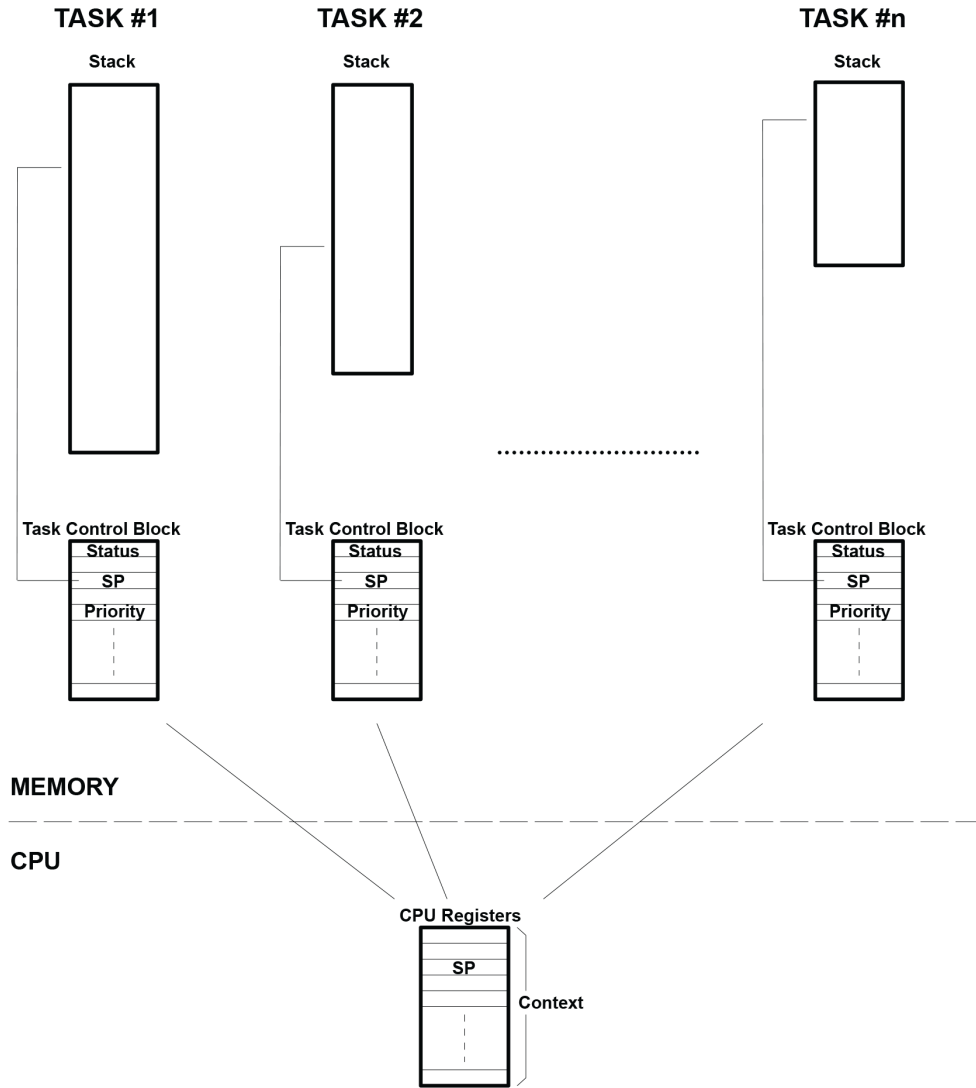 TASK #1
TASK #2
TASK #n
Stack
Stack
Stack
Task Control Block
Task Control Block
Task Control Block
Status
Status
Status
SP
SP
SP
Priority
Priority
Priority
MEMORY
CPU
CPU Registers
SP
Context